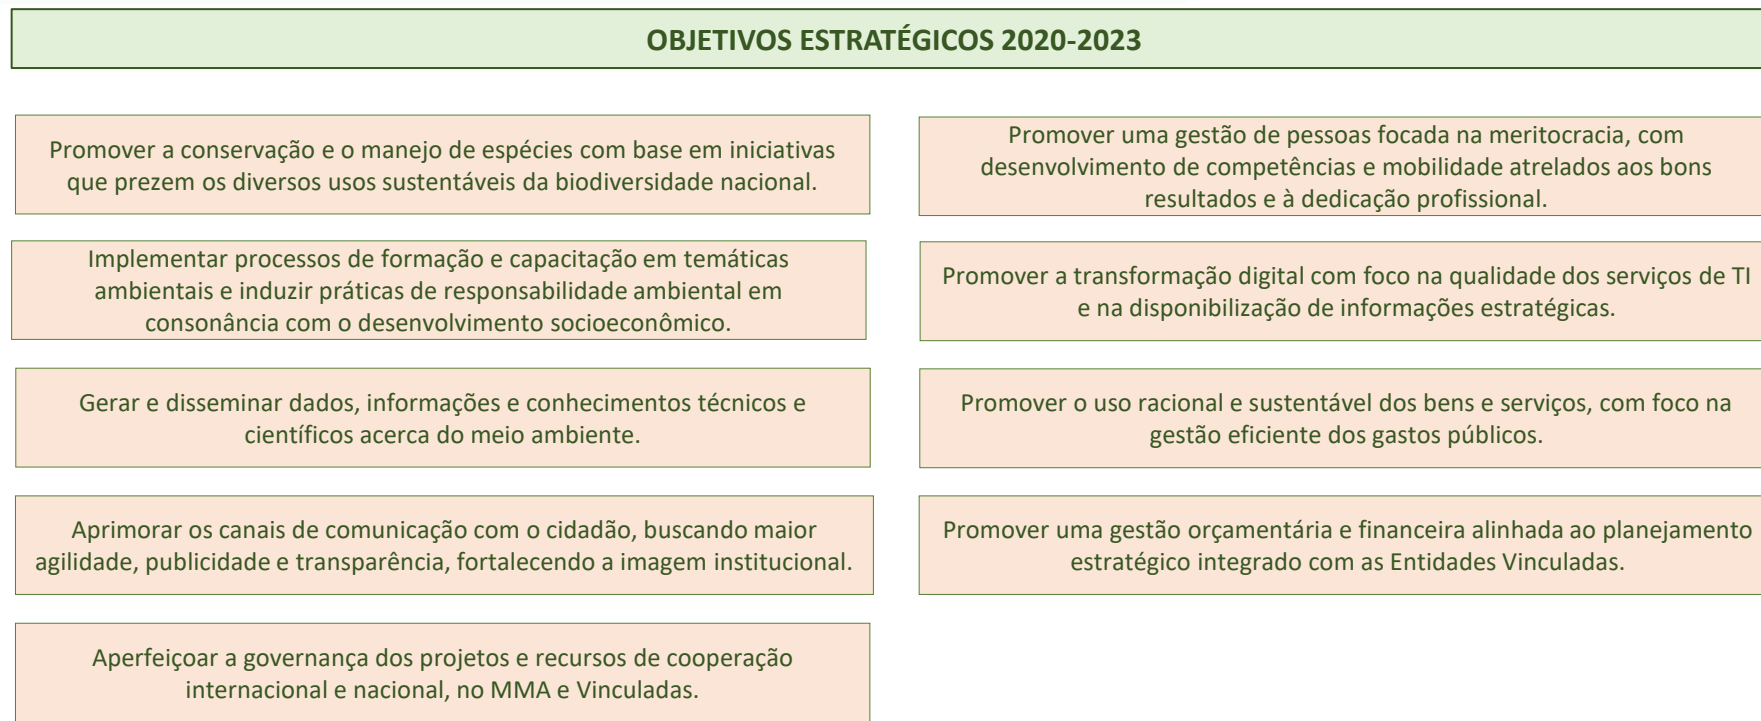 OBJETIVOS ESTRATÉGICOS 2020-2023
Promover a conservação e o manejo de espécies com base em iniciativas
que prezem os diversos usos sustentáveis da biodiversidade nacional.
Implementar processos de formação e capacitação em temáticas
ambientais e induzir práticas de responsabilidade ambiental em
consonância com o desenvolvimento socioeconômico.
Gerar e disseminar dados, informações e conhecimentos técnicos e
científicos acerca do meio ambiente.
Aprimorar os canais de comunicação com o cidadão, buscando maior
agilidade, publicidade e transparência, fortalecendo a imagem institucional.
Aperfeiçoar a governança dos projetos e recursos de cooperação
internacional e nacional, no MMA e Vinculadas.
Promover uma gestão de pessoas focada na meritocracia, com
desenvolvimento de competências e mobilidade atrelados aos bons
resultados e à dedicação profissional.
Promover a transformação digital com foco na qualidade dos serviços de TI
e na disponibilização de informações estratégicas.
Promover o uso racional e sustentável dos bens e serviços, com foco na
gestão eficiente dos gastos públicos.
Promover uma gestão orçamentária e financeira alinhada ao planejamento
estratégico integrado com as Entidades Vinculadas.